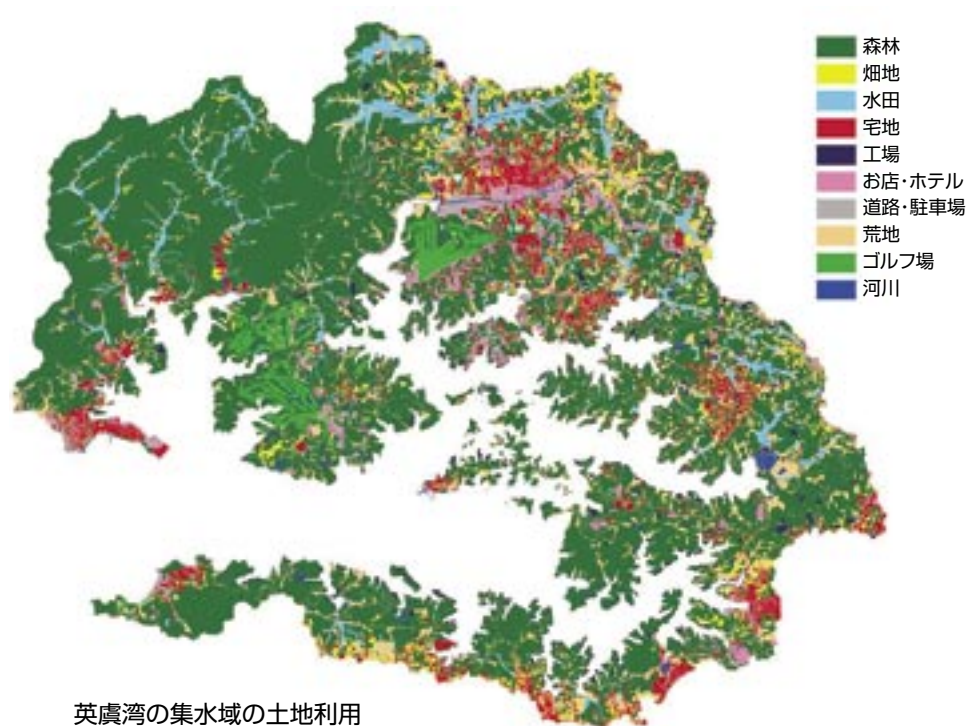 森林
畑地
水田
宅地
工場
お店・ホテル
道路・駐車場
荒地
ゴルフ場
河川
英虞湾の集水域の土地利用